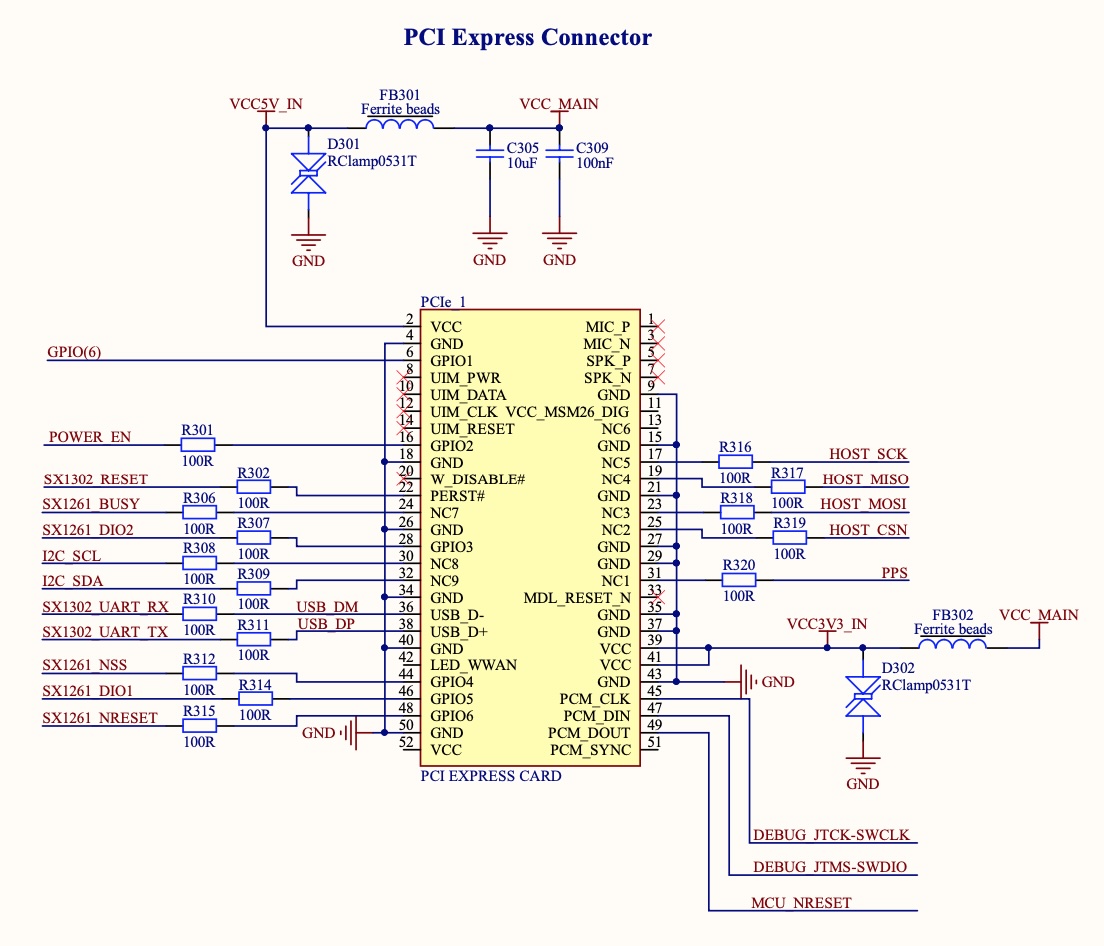 PCI Express Connector
VCC5V_IN
FB301
Ferrite beads
VCC_MAIN
D301
RClamp0531T
C305
10uF
C309
100nF
GND
GND
GND
PCIe_1
2 VCC MIC_P 1
4 GND MIC_N 3
GPIO(6) 6 GPIO1 SPK_P 5
8 UIM_PWR SPK_N 7
10 UIM_DATA GND 9
12 UIM_CLK VCC_MSM26_DIG 11
14 UIM_RESET NC6 13
POWER_EN R301 100R 16 GPIO2 GND 15
18 GND NC5 17 R316 100R HOST_SCK
20 W_DISABLE# NC4 19 R317 100R HOST_MISO
SX1302_RESET R302 100R 22 PERST# GND 21
SX1261_BUSY R306 100R 24 NC7 NC3 23 R318 100R HOST_MOSI
26 GND NC2 25 R319 100R HOST_CSN
SX1261_DIO2 R307 100R 28 GPIO3 GND 27
I2C_SCL R308 100R 30 NC8 GND 29
I2C_SDA R309 100R 32 NC9 NC1 31 R320 100R PPS
34 GND MDL_RESET_N 33
SX1302_UART_RX R310 100R USB_DM 36 USB_D- GND 35
SX1302_UART_TX R311 100R USB_DP 38 USB_D+ GND 37
40 GND VCC 39
42 LED_WWAN VCC 41
SX1261_NSS R312 100R 44 GPIO4 GND 43 GND
SX1261_DIO1 R314 100R 46 GPIO5 PCM_CLK 45
SX1261_NRESET R315 100R 48 GPIO6 PCM_DIN 47
GND 50 GND PCM_DOUT 49
52 VCC PCM_SYNC 51
PCI EXPRESS CARD
VCC3V3_IN
FB302
Ferrite beads
VCC_MAIN
D302
RClamp0531T
GND
DEBUG_JTCK-SWCLK
DEBUG_JTMS-SWDIO
MCU_NRESET